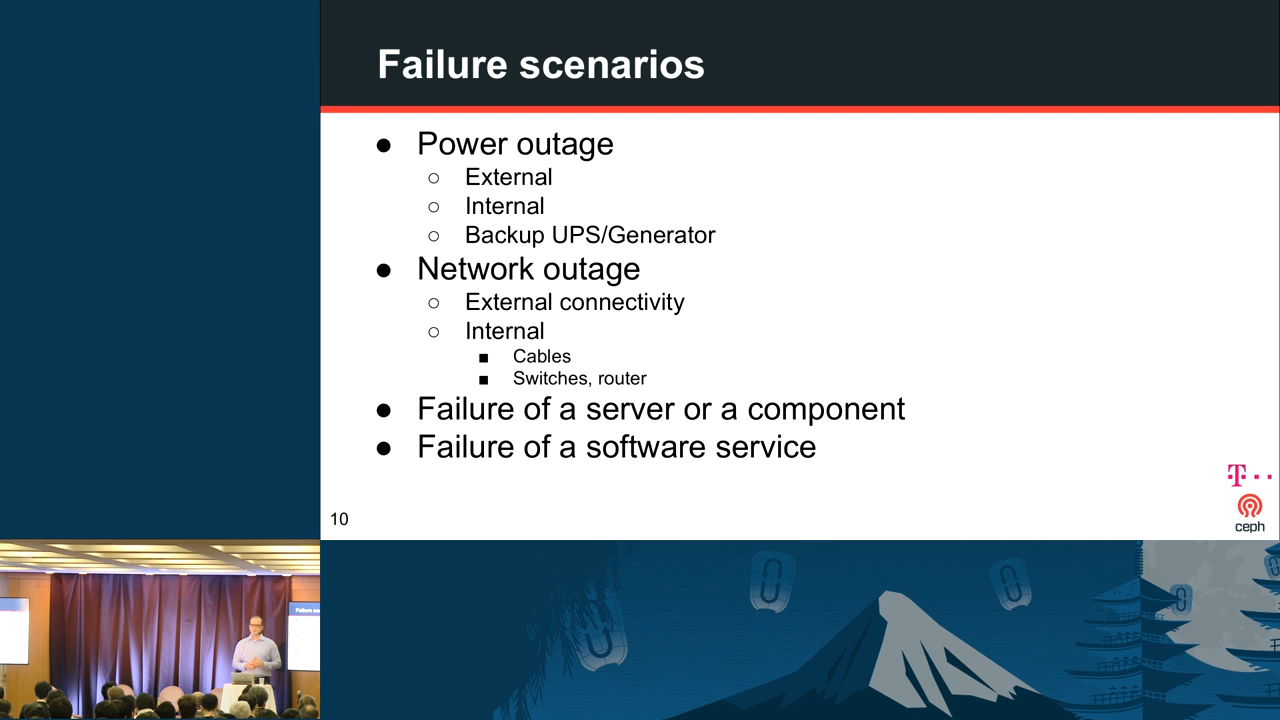 Failure scenarios
● Power outage
○ External
○ Internal
○ Backup UPS/Generator
● Network outage
○ External connectivity
○ Internal
■ Cables
■ Switches, router
● Failure of a server or a component
● Failure of a software service
T
ceph
10